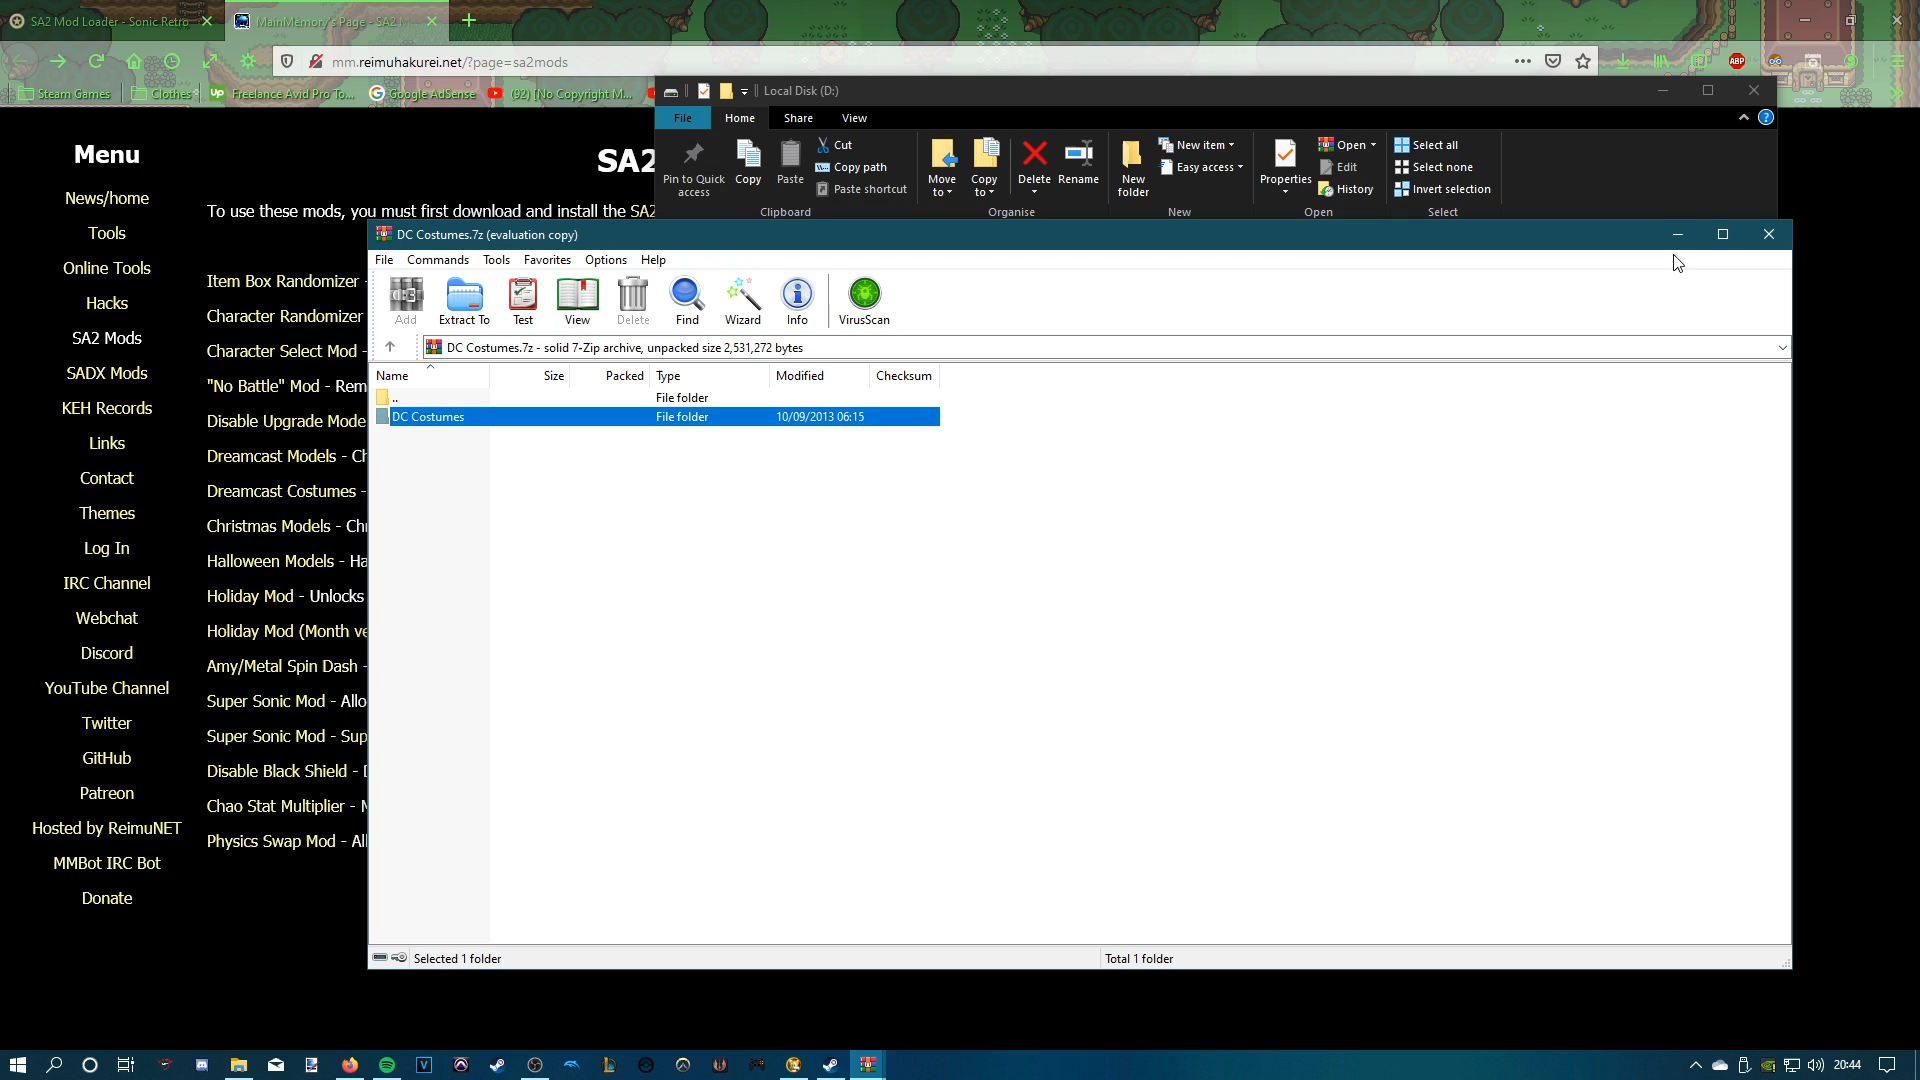 SA2 Mod Loader - Sonic Retro
MainMemory's Page - SA2 M
mm.reimuhakurei.net/?page=sa2mods
ABP
Steam Games
Clothes
Up Freelance Avid Pro To...
Google AdSense
(92) [No Copyright M...
Local Disk (D:)
File
Home
Share
View
Pin to Quick access
Copy
Paste
Cut
Copy path
Paste shortcut
Clipboard
Move to
Copy to
Delete
Rename
Organise
New folder
New item
Easy access
New
Properties
Open
Edit
History
Open
Select all
Select none
Invert selection
Select
Menu
News/home
Tools
Online Tools
Hacks
SA2 Mods
SADX Mods
KEH Records
Links
Contact
Themes
Log In
IRC Channel
Webchat
Discord
YouTube Channel
Twitter
GitHub
Patreon
Hosted by ReimuNET
MMBot IRC Bot
Donate
SA2
To use these mods, you must first download and install the SA2
Item Box Randomizer -
Character Randomizer
Character Select Mod -
"No Battle" Mod - Rem
Disable Upgrade Mode
Dreamcast Models - Ch
Dreamcast Costumes -
Christmas Models - Chr
Halloween Models - Ha
Holiday Mod - Unlocks
Holiday Mod (Month ve
Amy/Metal Spin Dash -
Super Sonic Mod - Allo
Super Sonic Mod - Sup
Disable Black Shield -
Chao Stat Multiplier -
Physics Swap Mod - All
DC Costumes.7z (evaluation copy)
File Commands Tools Favorites Options Help
Add
Extract To
Test
View
Delete
Find
Wizard
Info
VirusScan
DC Costumes.7z - solid 7-Zip archive, unpacked size 2,531,272 bytes
Name Size Packed Type Modified Checksum
.. File folder
DC Costumes File folder 10/09/2013 06:15
Selected 1 folder
Total 1 folder
20:44